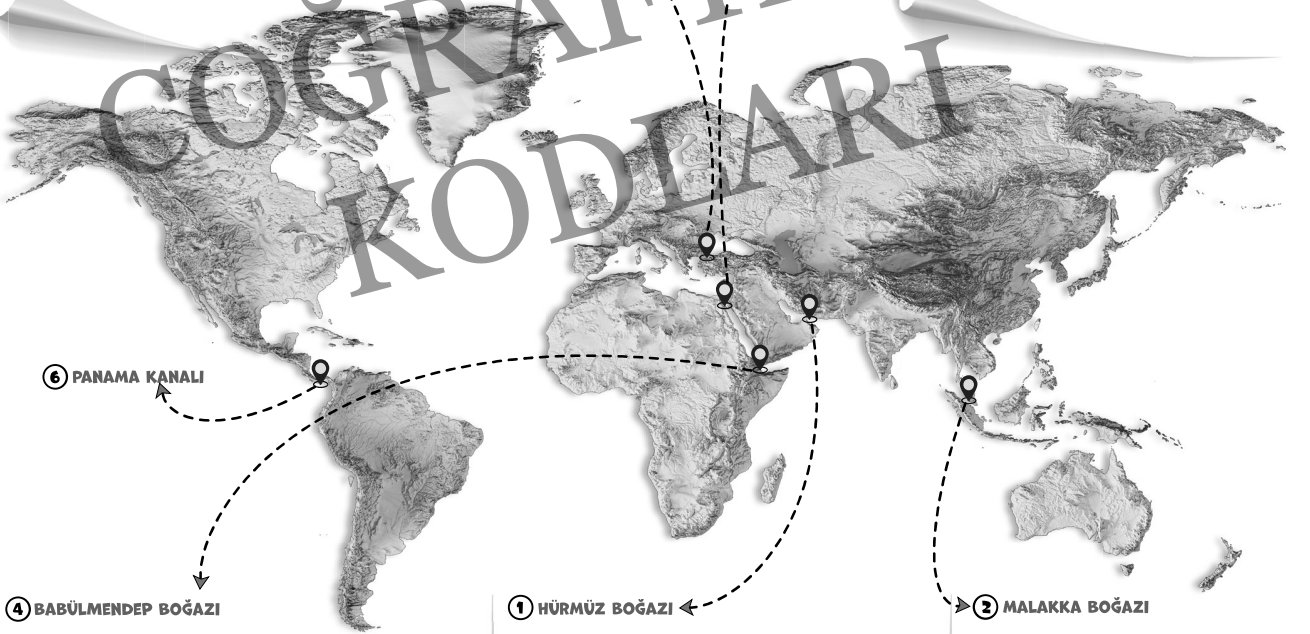 COĞRAFYA
KODLARI
6 PANAMA KANALI
4 BABÜLMENDEP BOĞAZI
1 HÜRMÜZ BOĞAZI
2 MALAKKA BOĞAZI